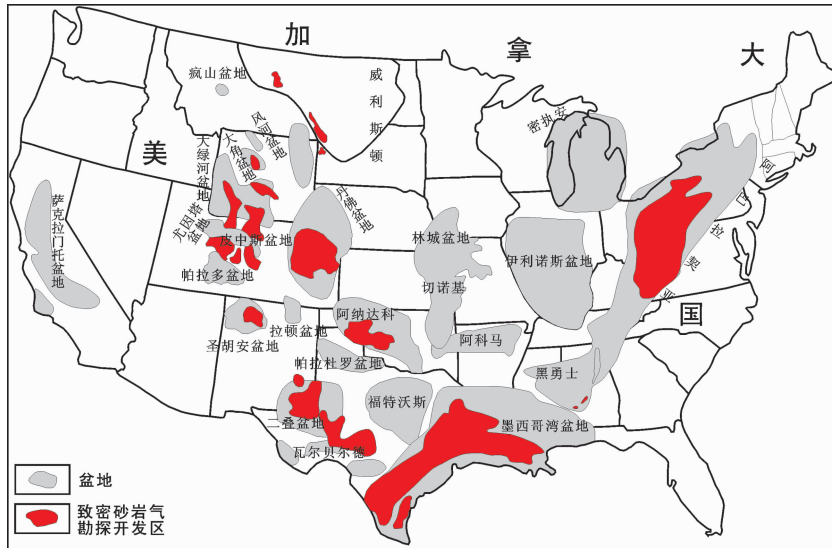 加 拿 大
疯山盆地
威利斯顿
风河盆地
大角盆地
大绿河盆地
美
密执安
阿巴拉契亚
丹佛盆地
萨克拉门托盆地
尤因塔盆地
皮中斯盆地
林城盆地
伊利诺斯盆地
帕拉多盆地
切诺基
国
阿纳达科
拉顿盆地
圣胡安盆地
阿科马
帕拉杜罗盆地
黑勇士
福特沃斯
二叠盆地
墨西哥湾盆地
瓦尔贝尔德
盆地
致密砂岩气
勘探开发区